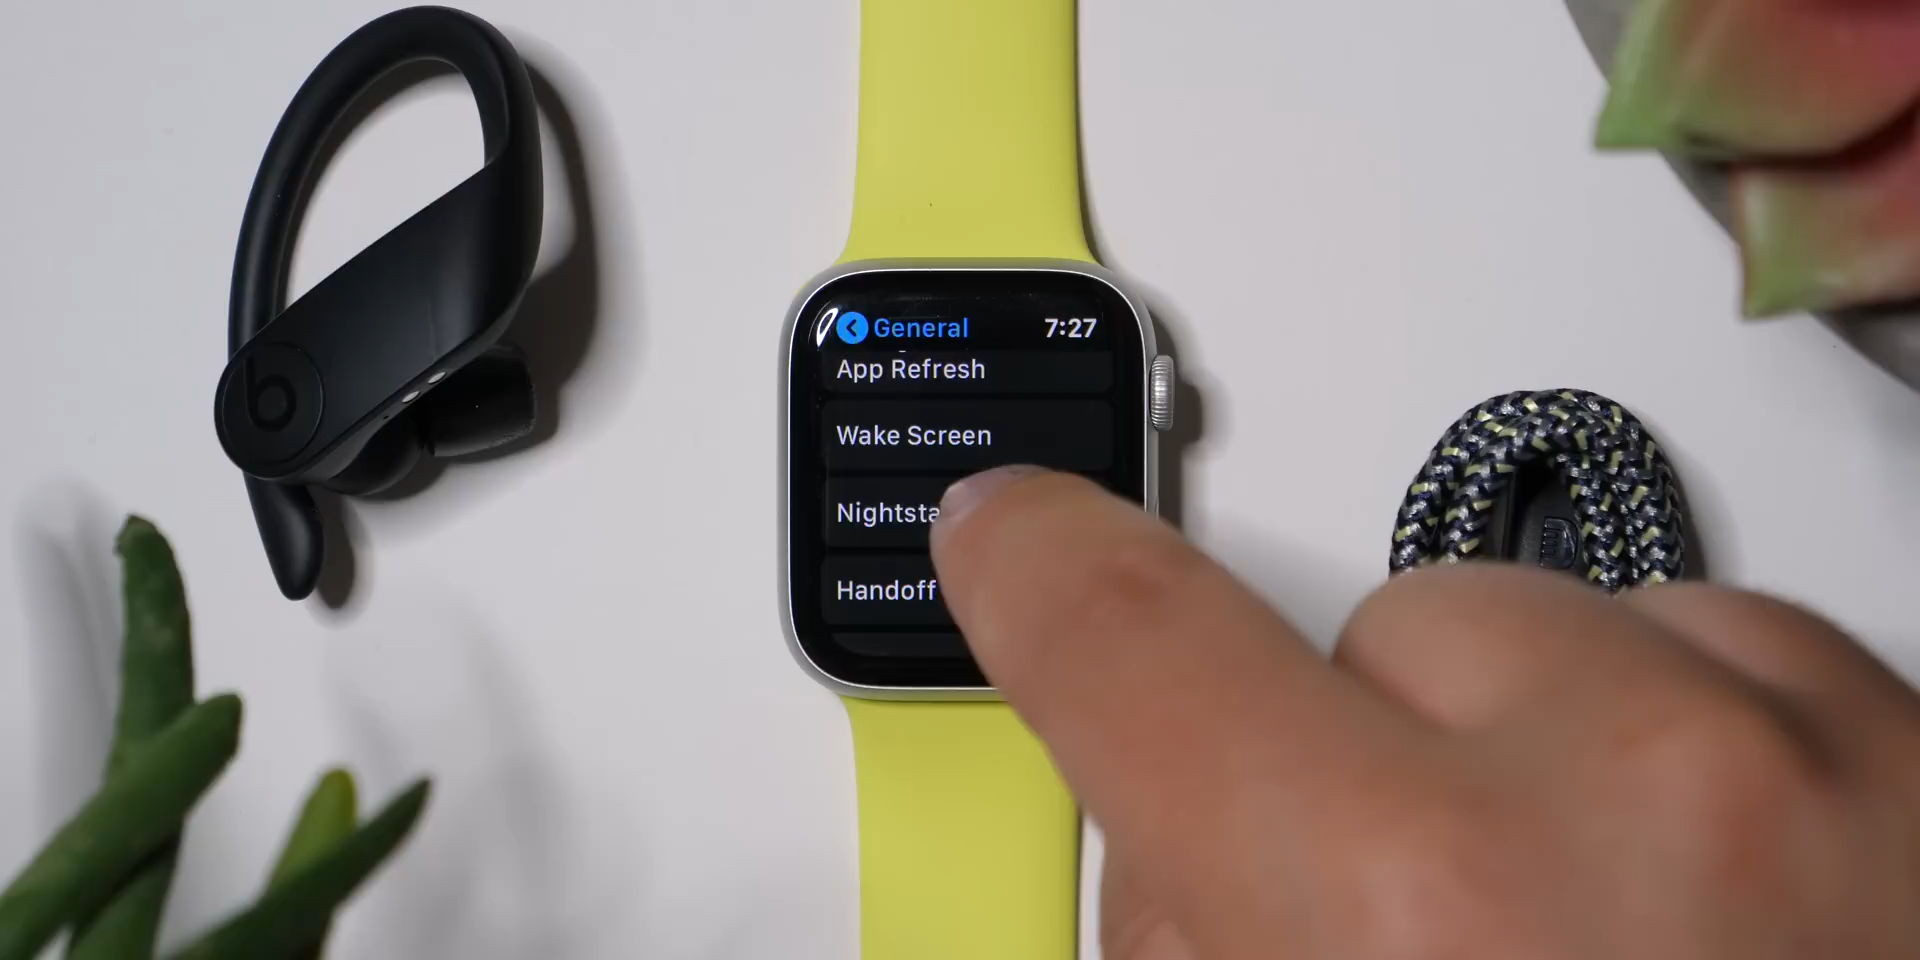 General
7:27
App Refresh
Wake Screen
Nightsta
Handoff